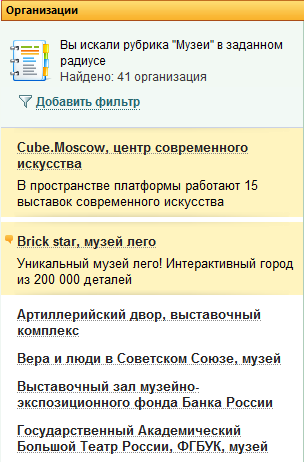 Организации
Вы искали рубрика "Музеи" в заданном
радиусе
Найдено: 41 организация
Добавить фильтр
Cube.Moscow, центр современного
искусства
В пространстве платформы работают 15
выставок современного искусства
Brick star, музей лего
Уникальный музей лего! Интерактивный город
из 200 000 деталей
Артиллерийский двор, выставочный
комплекс
Вера и люди в Советском Союзе, музей
Выставочный зал музейно-
экспозиционного фонда Банка России
Государственный Академический
Большой Театр России, ФГБУК, музей